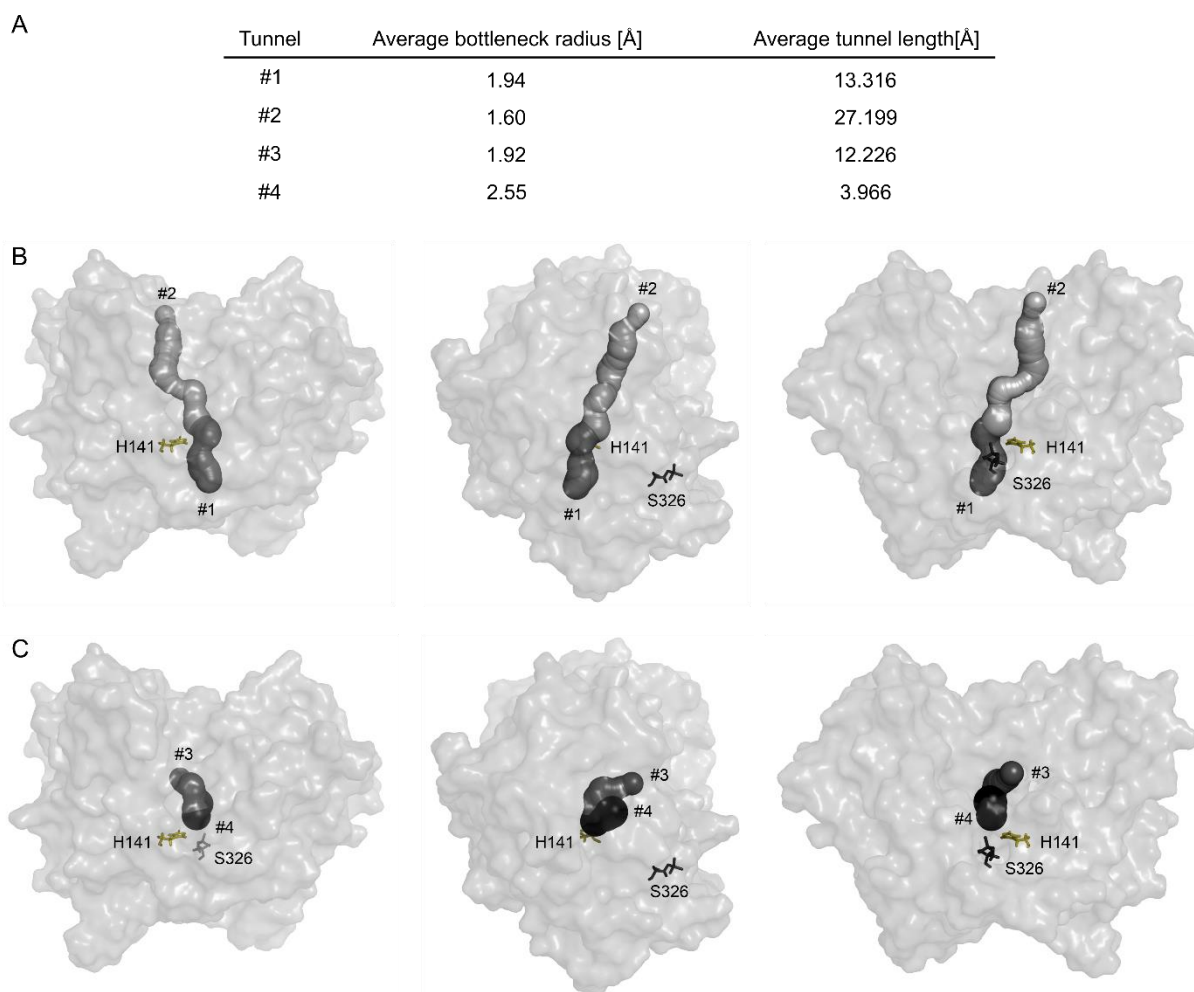 A
Tunnel Average bottleneck radius [Å] Average tunnel length[Å]
#1 1.94 13.316
#2 1.60 27.199
#3 1.92 12.226
#4 2.55 3.966
B
#2 #2 #2
H141 H141 H141
S326 S326
#1 #1 #1
C
#3 #3 #3
#4 #4 #4
H141 H141 H141
S326 S326 S326